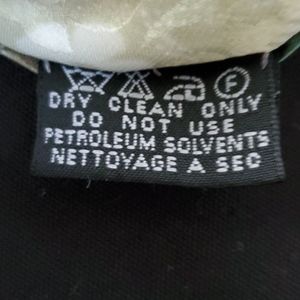 F
DRY CLEAN ONLY
DO NOT USE
PETROLEUM SOLVENTS
NETTOYAGE A SEC